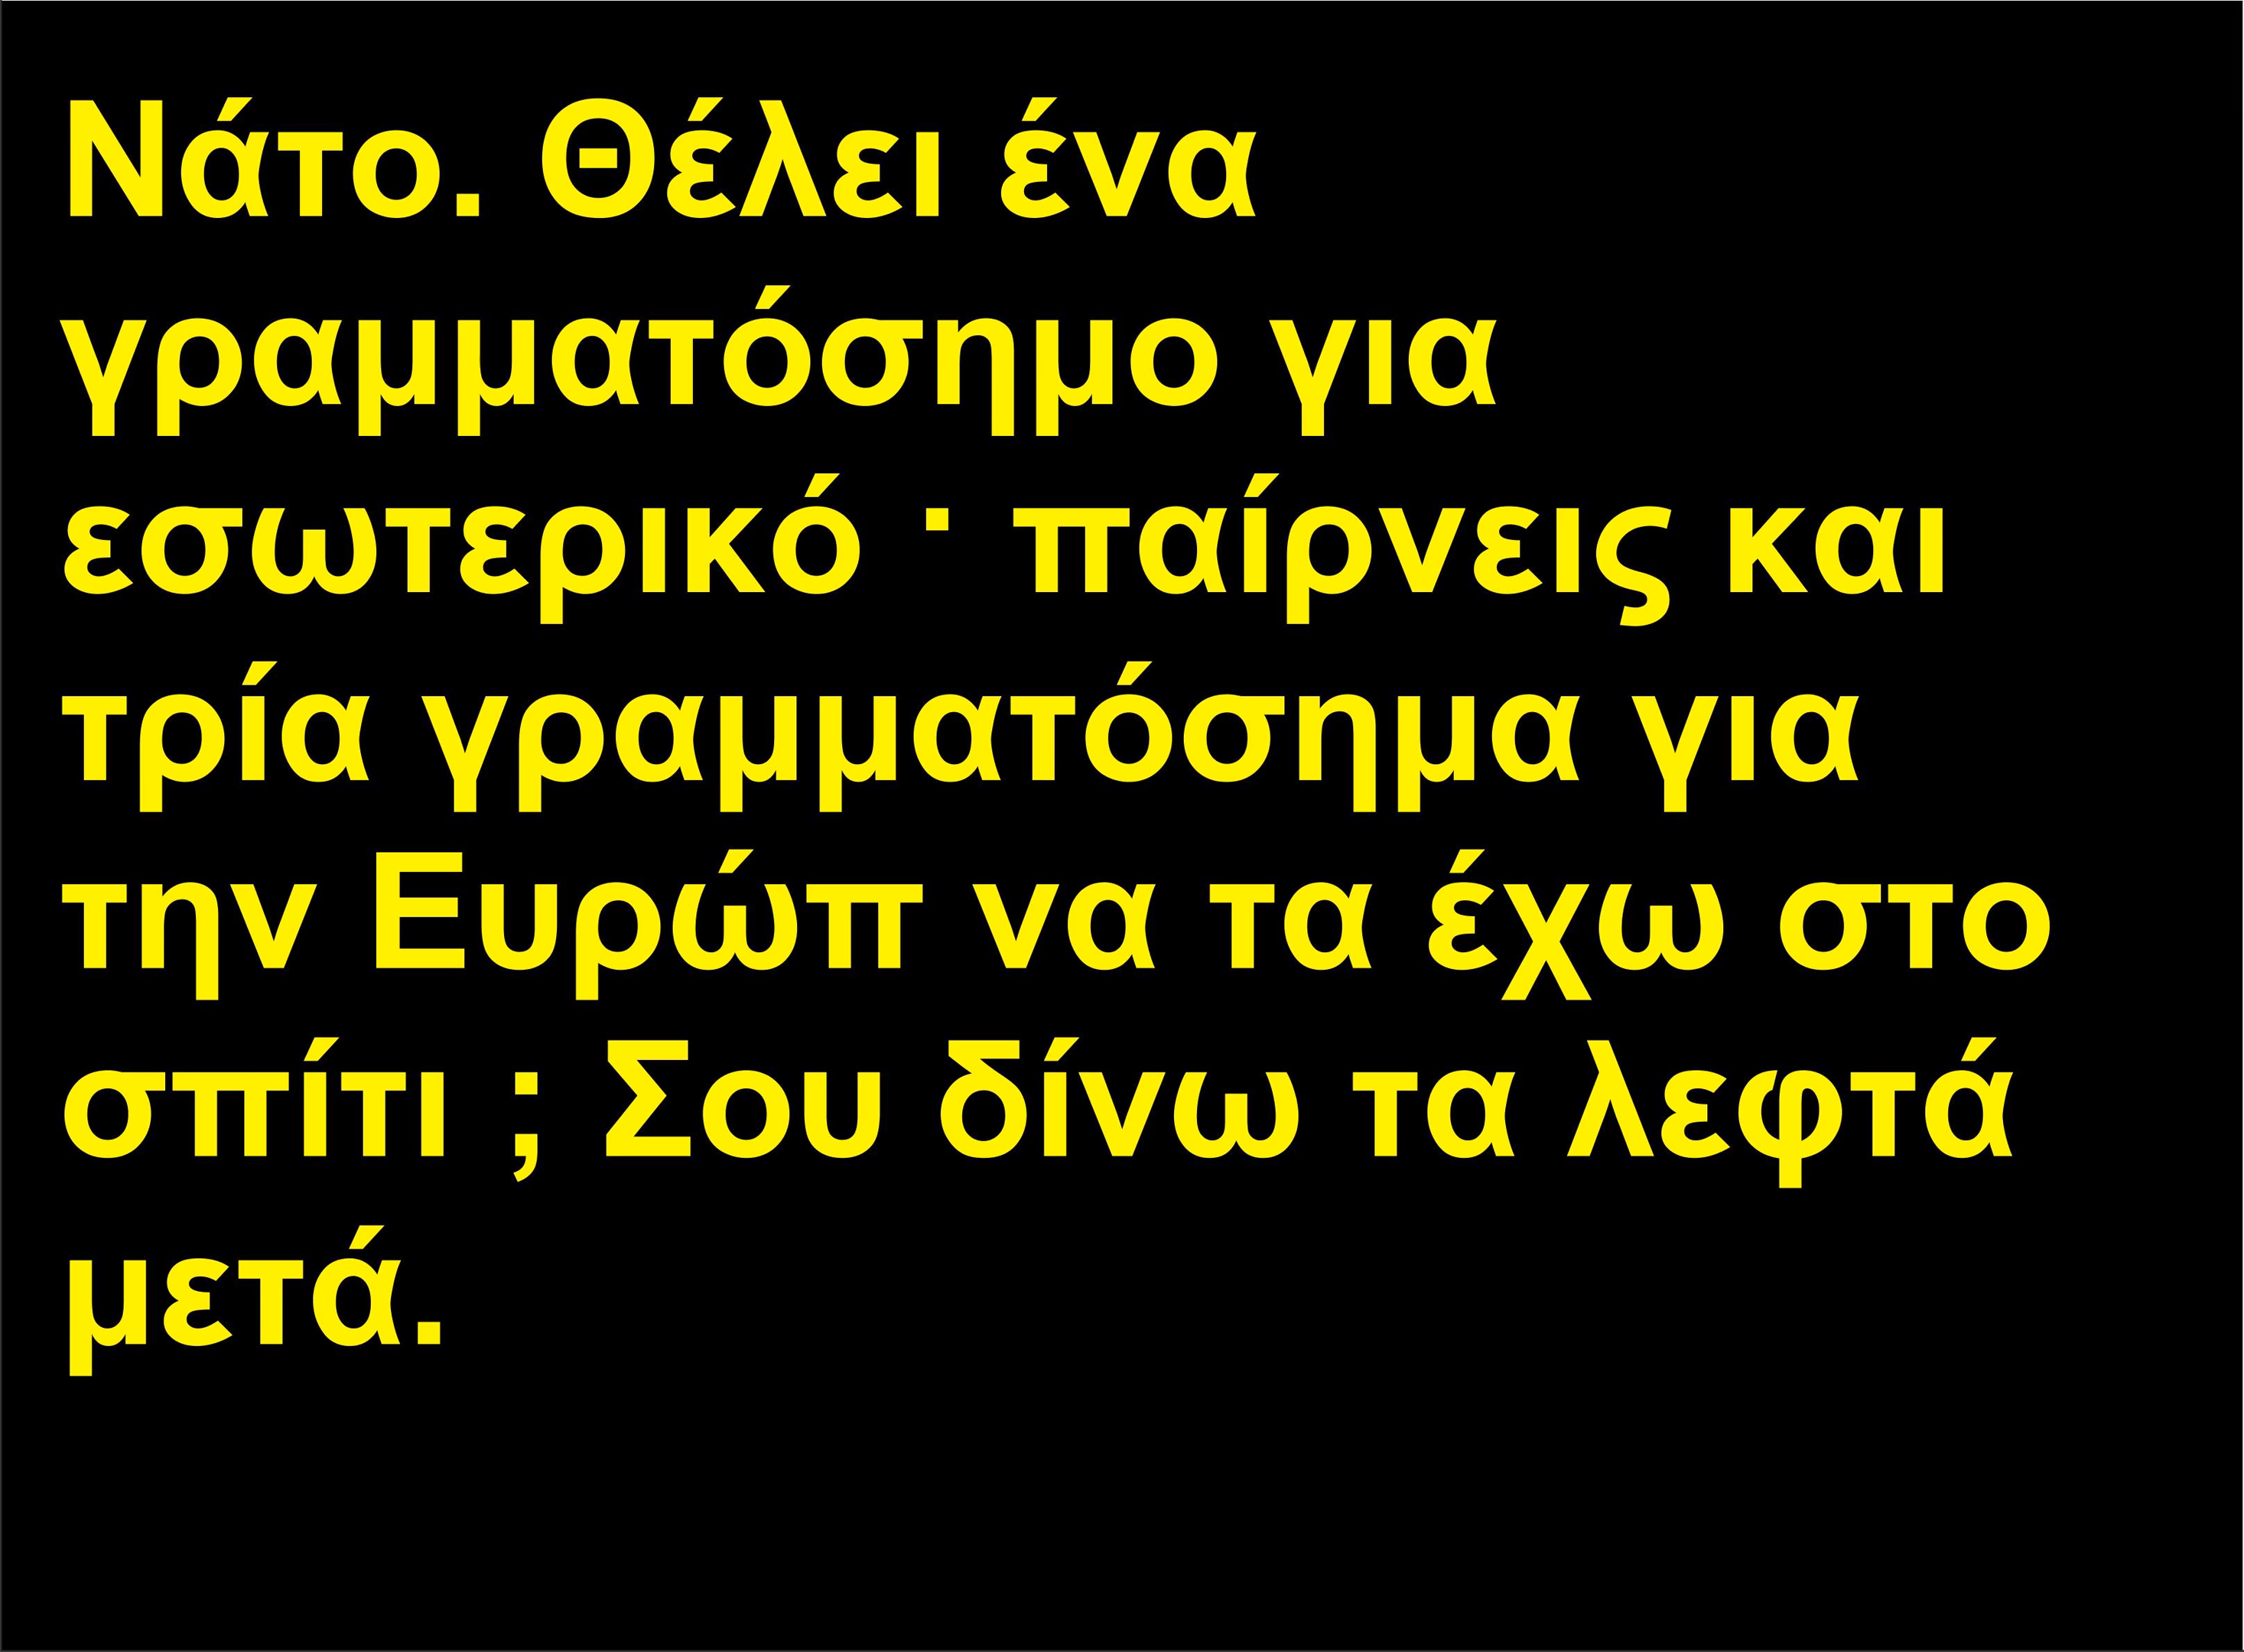 Νάτο. Θέλει ένα
γραμματόσημο για
εσωτερικό · παίρνεις και
τρία γραμματόσημα για
την Ευρώπ να τα έχω στο
σπίτι ; Σου δίνω τα λεφτά
μετά.